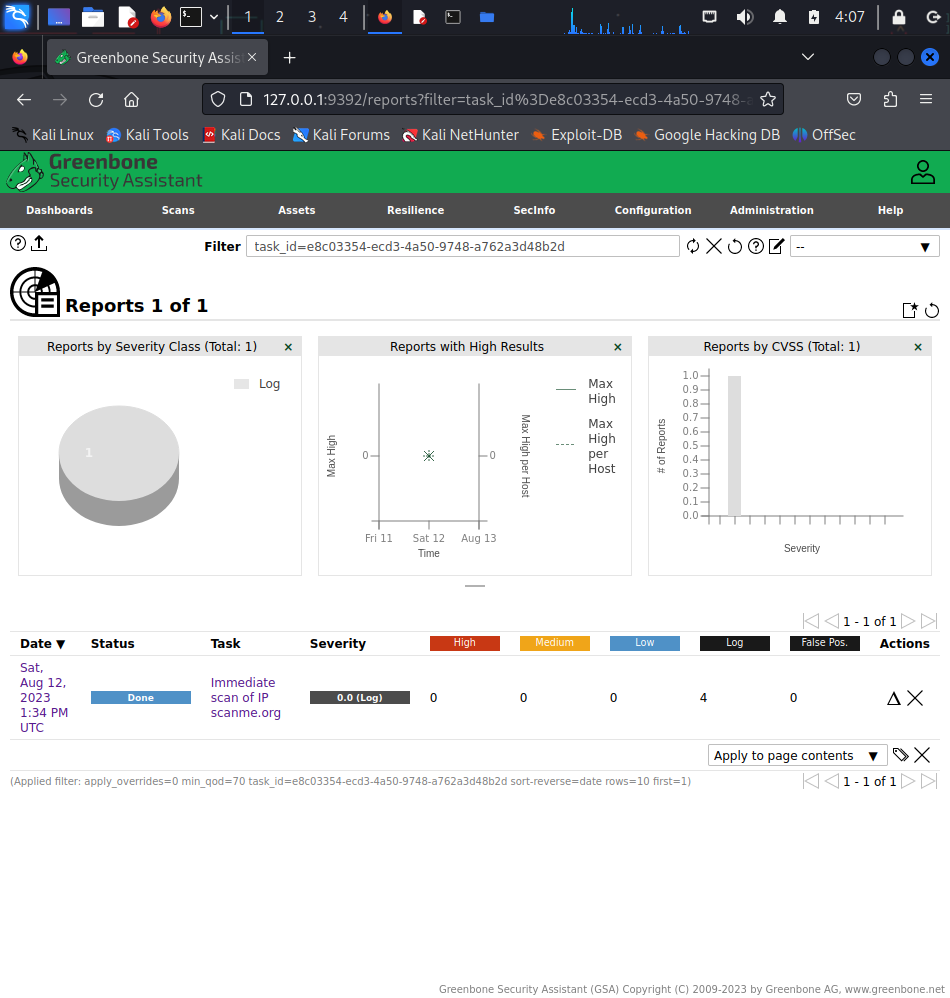 1 2 3 4 4:07
Greenbone Security Assis
127.0.0.1:9392/reports?filter=task_id%3De8c03354-ecd3-4a50-9748-a
Kali Linux Kali Tools Kali Docs Kali Forums Kali NetHunter Exploit-DB Google Hacking DB OffSec
Greenbone
Security Assistant
Dashboards Scans Assets Resilience SecInfo Configuration Administration Help
Filter task_id=e8c03354-ecd3-4a50-9748-a762a3d48b2d --
Reports 1 of 1
Reports by Severity Class (Total: 1)
Log
1
Reports with High Results
Max High
0
0
Max High per Host
Fri 11 Sat 12 Aug 13
Time
Max
High
Max
High
per
Host
Reports by CVSS (Total: 1)
# of Reports
1.0
0.9
0.8
0.7
0.6
0.5
0.4
0.3
0.2
0.1
0.0
Severity
1 - 1 of 1
Date ▼ Status Task Severity High Medium Low Log False Pos. Actions
Sat,
Aug 12,
2023
1:34 PM
UTC
Done
Immediate
scan of IP
scanme.org
0.0 (Log) 0 0 0 4 0
Apply to page contents ▼
(Applied filter: apply_overrides=0 min_qod=70 task_id=e8c03354-ecd3-4a50-9748-a762a3d48b2d sort-reverse=date rows=10 first=1) 1 - 1 of 1
Greenbone Security Assistant (GSA) Copyright (C) 2009-2023 by Greenbone AG, www.greenbone.net